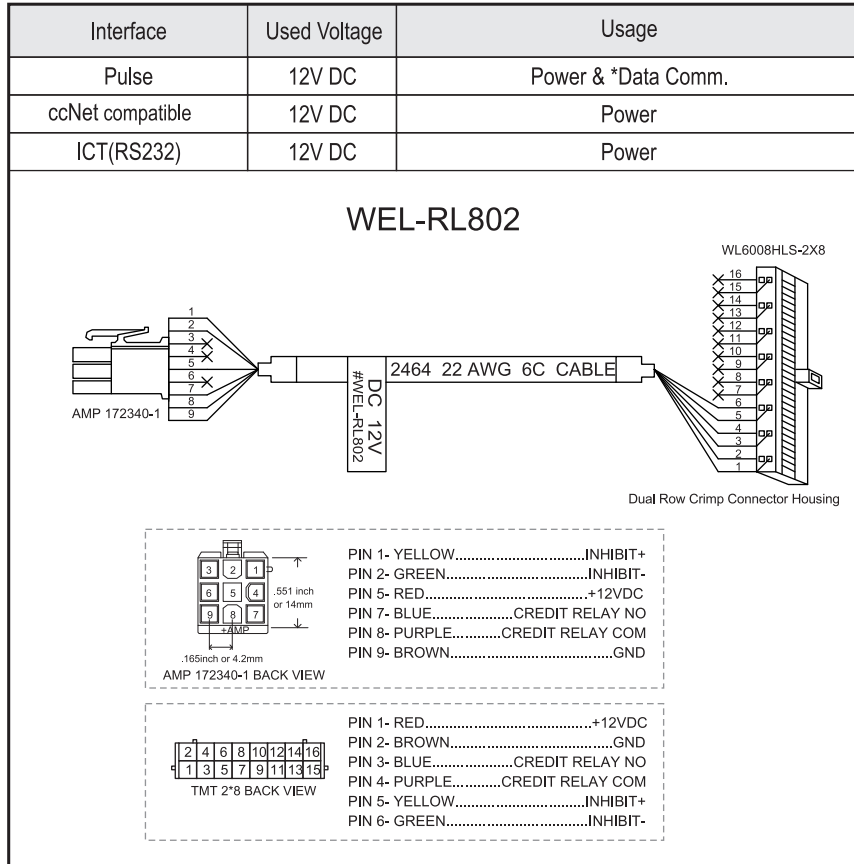 Interface Used Voltage Usage
Pulse 12V DC Power & *Data Comm.
ccNet compatible 12V DC Power
ICT(RS232) 12V DC Power
WEL-RL802
WL6008HLS-2X8
16
15
14
13
12
11
10
9
8
7
6
5
4
3
2
1
1
2
3
4
5
6
7
8
9
AMP 172340-1
DC 12V
#WEL-RL802
2464 22 AWG 6C CABLE
Dual Row Crimp Connector Housing
3 2 1
6 5 4
9 8 7
+AMP
.551 inch
or 14mm
.165inch or 4.2mm
AMP 172340-1 BACK VIEW
PIN 1- YELLOW..............................INHIBIT+
PIN 2- GREEN................................INHIBIT-
PIN 5- RED.....................................+12VDC
PIN 7- BLUE..............CREDIT RELAY NO
PIN 8- PURPLE..........CREDIT RELAY COM
PIN 9- BROWN.....................................GND
2 4 6 8 10 12 14 16
1 3 5 7 9 11 13 15
TMT 2*8 BACK VIEW
PIN 1- RED......................................+12VDC
PIN 2- BROWN.....................................GND
PIN 3- BLUE..............CREDIT RELAY NO
PIN 4- PURPLE..........CREDIT RELAY COM
PIN 5- YELLOW..............................INHIBIT+
PIN 6- GREEN................................INHIBIT-